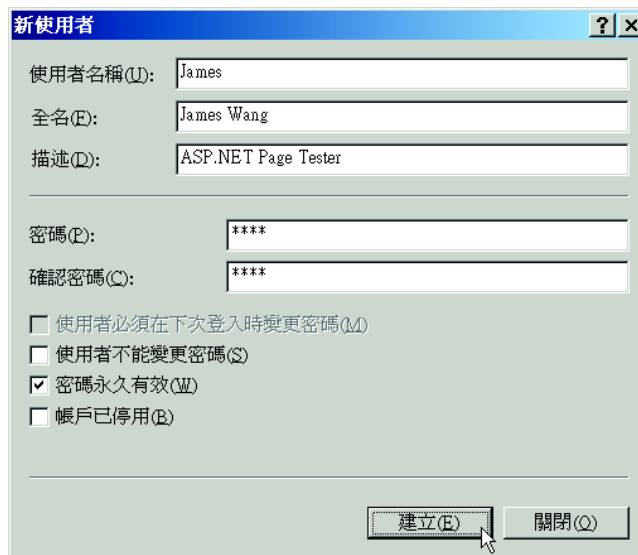 新使用者
使用者名稱(U): James
全名(F): James Wang
描述(D): ASP.NET Page Tester
密碼(P): ****
確認密碼(C): ****
使用者必須在下次登入時變更密碼(M)
使用者不能變更密碼(S)
密碼永久有效(W)
帳戶已停用(B)
建立(E) 關閉(O)